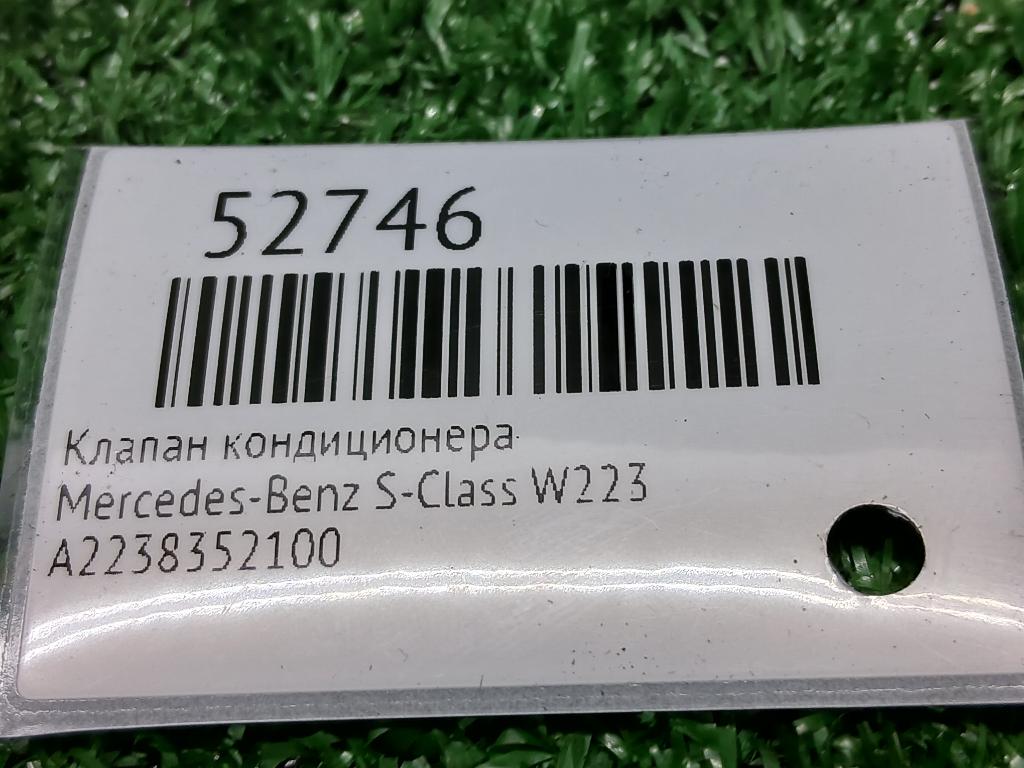 52746
Клапан кондиционера
Mercedes-Benz S-Class W223
A2238352100